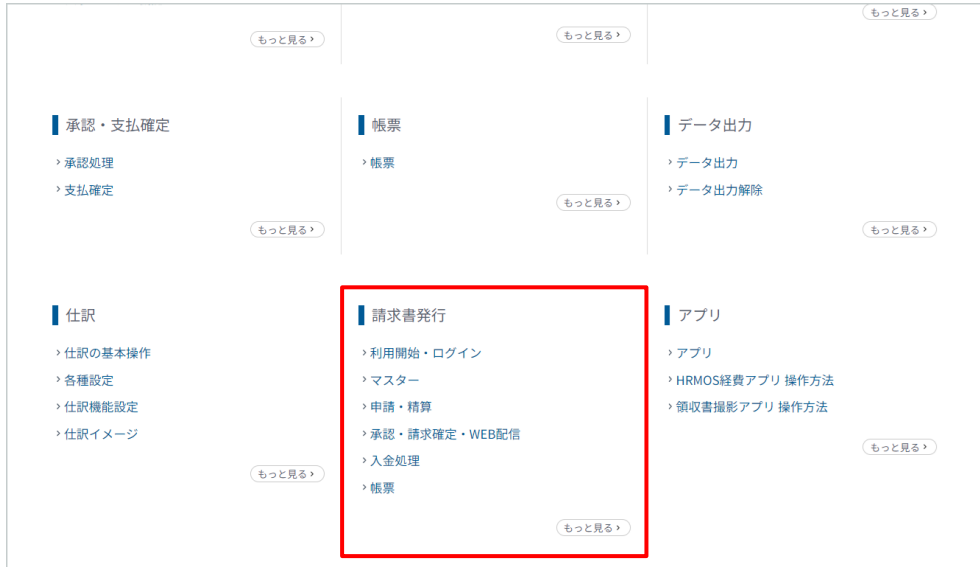 もっと見る
もっと見る
もっと見る
承認・支払確定
承認処理
支払確定
もっと見る
帳票
帳票
もっと見る
データ出力
データ出力
データ出力解除
もっと見る
仕訳
仕訳の基本操作
各種設定
仕訳機能設定
仕訳イメージ
もっと見る
請求書発行
利用開始・ログイン
マスター
申請・精算
承認・請求確定・WEB配信
入金処理
帳票
もっと見る
アプリ
アプリ
HRMOS経費アプリ 操作方法
領収書撮影アプリ 操作方法
もっと見る